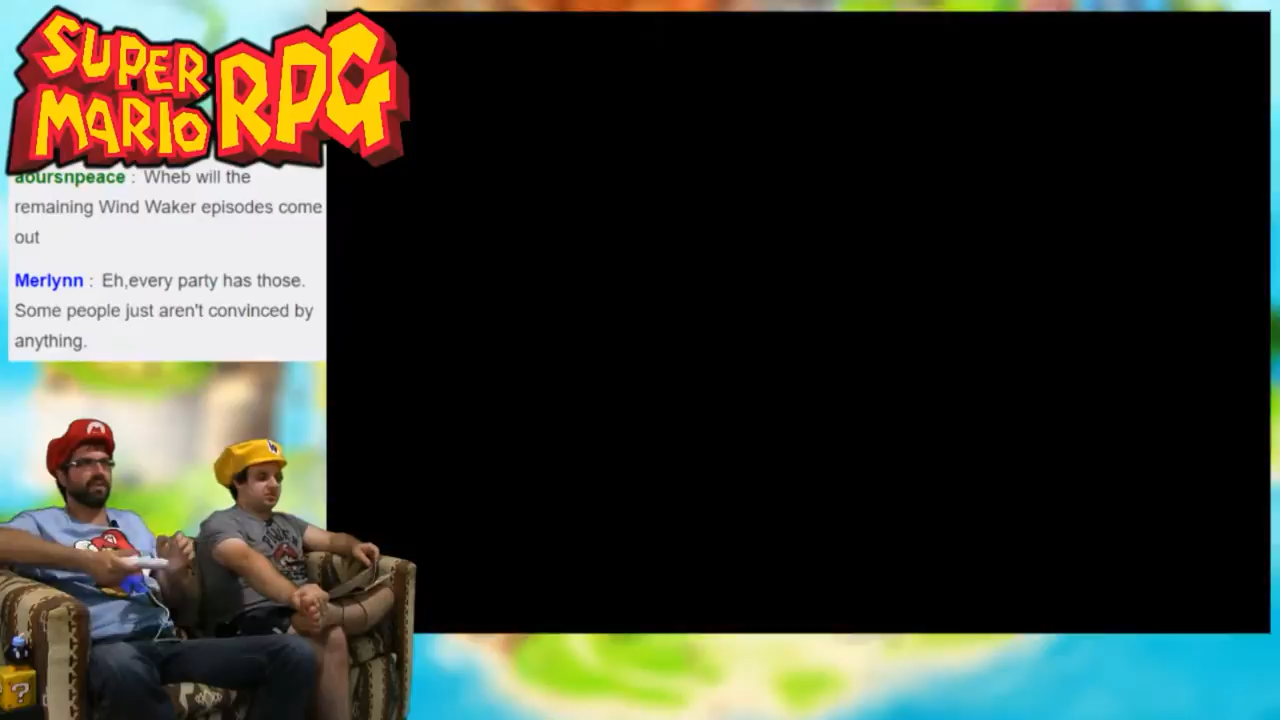 SUPER
MARIO RPG
aoursnpeace : Wheb will the
remaining Wind Waker episodes come
out
Merlynn : Eh,every party has those.
Some people just aren't convinced by
anything.
M
?